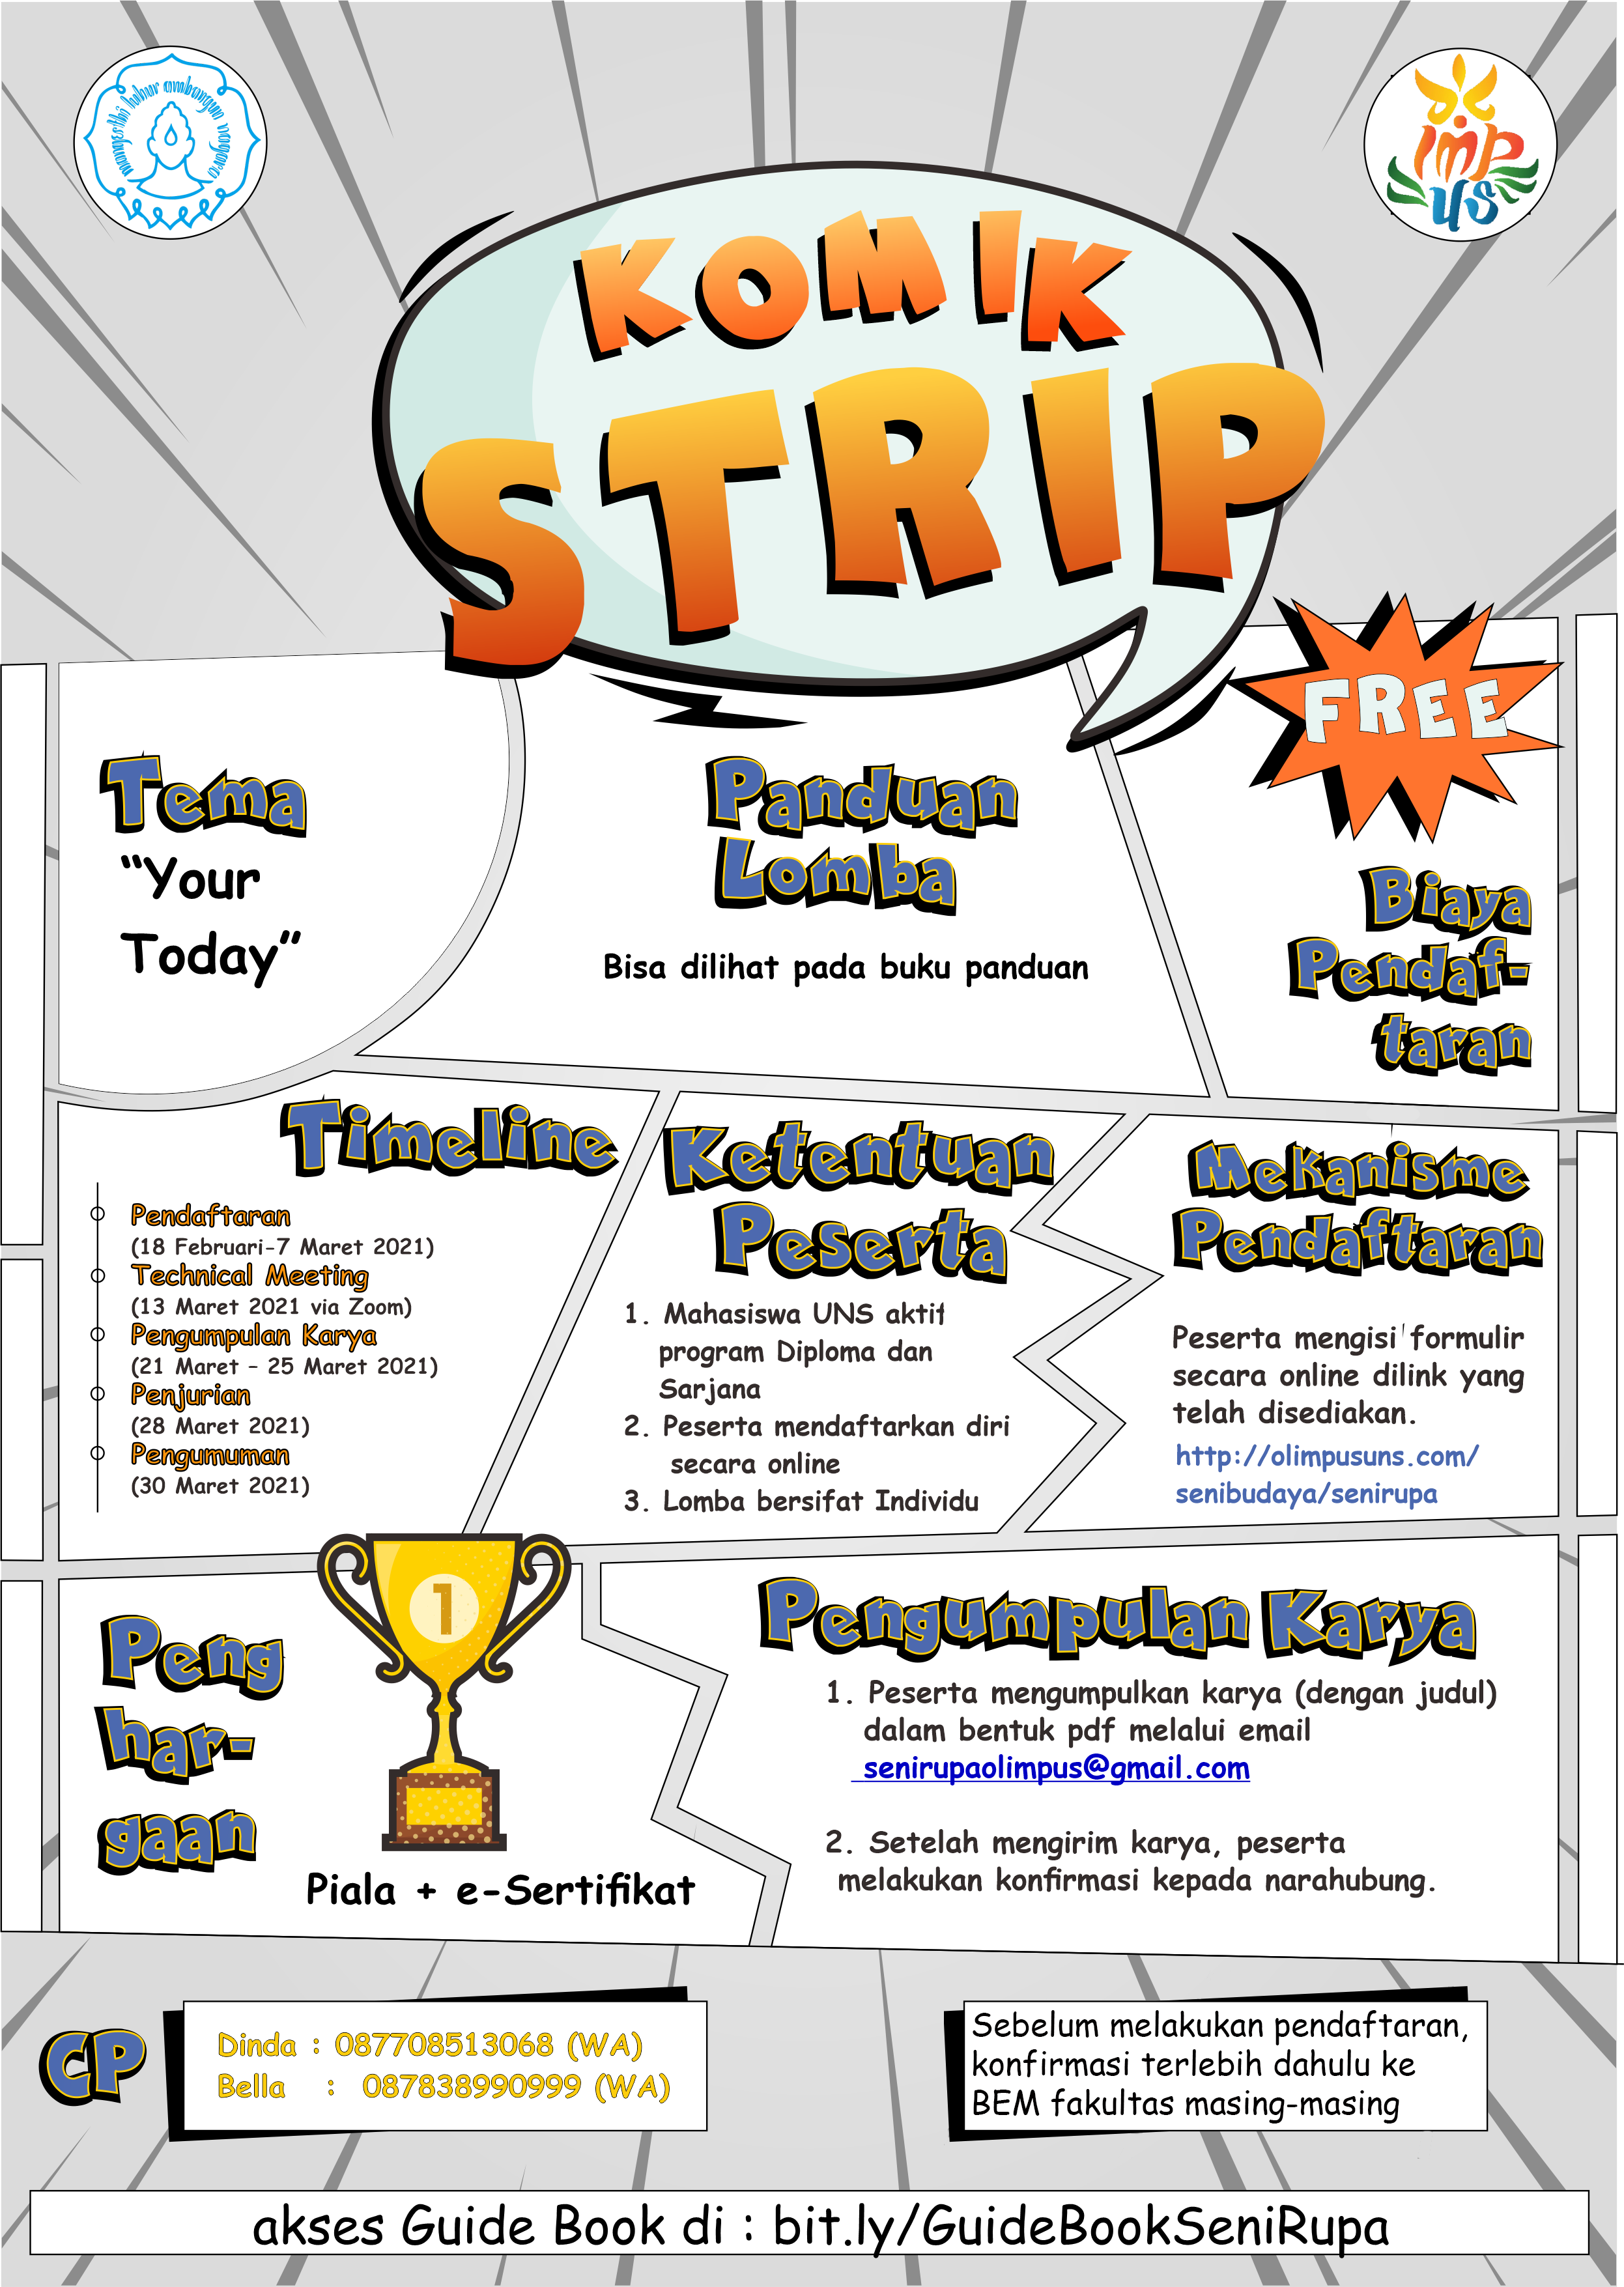 mangesthi luhur ambangun nagara
KOMIK
STRIP
FREE
Tema
"Your
Today"
Panduan
Lomba
Bisa dilihat pada buku panduan
Biaya
Pendaf-
taran
Timeline
Pendaftaran
(18 Februari-7 Maret 2021)
Technical Meeting
(13 Maret 2021 via Zoom)
Pengumpulan Karya
(21 Maret - 25 Maret 2021)
Penjurian
(28 Maret 2021)
Pengumuman
(30 Maret 2021)
Ketentuan
Peserta
1. Mahasiswa UNS aktif
program Diploma dan
Sarjana
2. Peserta mendaftarkan diri
secara online
3. Lomba bersifat Individu
Mekanisme
Pendaftaran
Peserta mengisi formulir
secara online dilink yang
telah disediakan.
http://olimpusuns.com/
senibudaya/senirupa
Peng
har-
gaan
1
Piala + e-Sertifikat
Pengumpulan Karya
1. Peserta mengumpulkan karya (dengan judul)
dalam bentuk pdf melalui email
senirupaolimpus@gmail.com
2. Setelah mengirim karya, peserta
melakukan konfirmasi kepada narahubung.
CP
Dinda : 087708513068 (WA)
Bella : 087838990999 (WA)
Sebelum melakukan pendaftaran,
konfirmasi terlebih dahulu ke
BEM fakultas masing-masing
akses Guide Book di : bit.ly/GuideBookSeniRupa